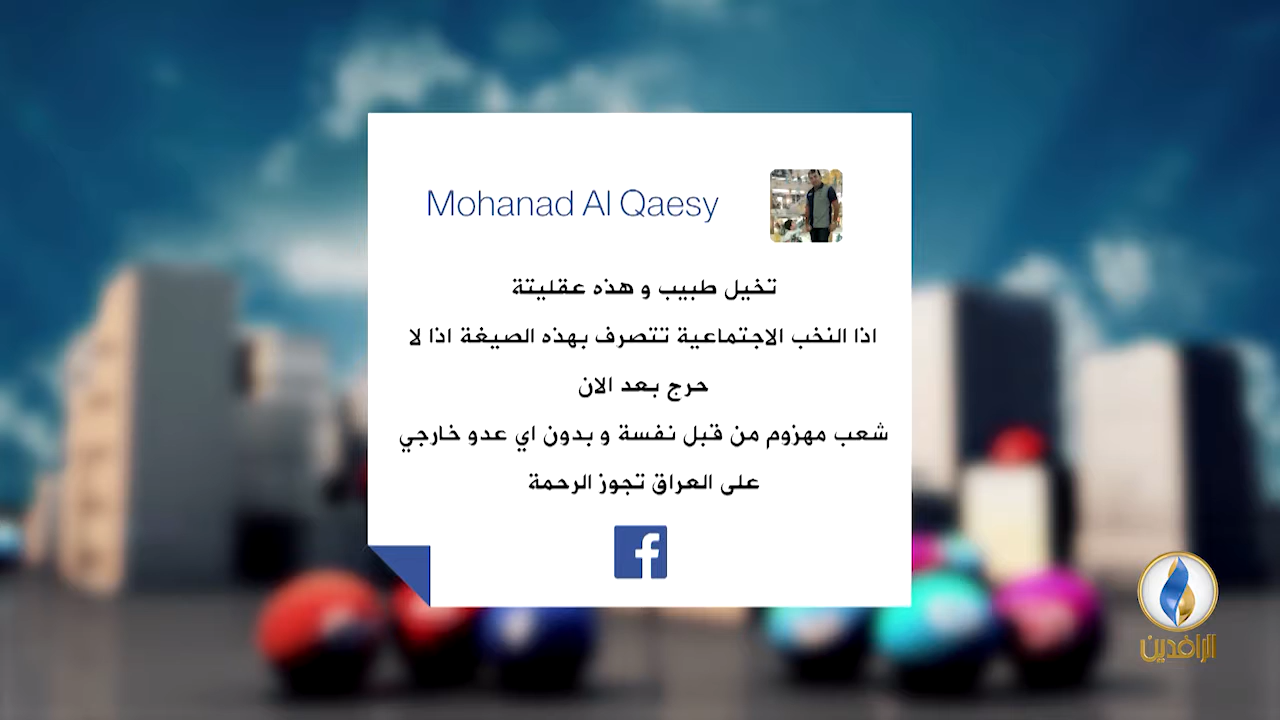 Mohanad Al Qaesy
تخيل طبيب و هذه عقليتة
اذا النخب الاجتماعية تتصرف بهذه الصيغة اذا لا
حرج بعد الان
شعب مهزوم من قبل نفسة و بدون اي عدو خارجي
على العراق تجوز الرحمة
f
الرافدين